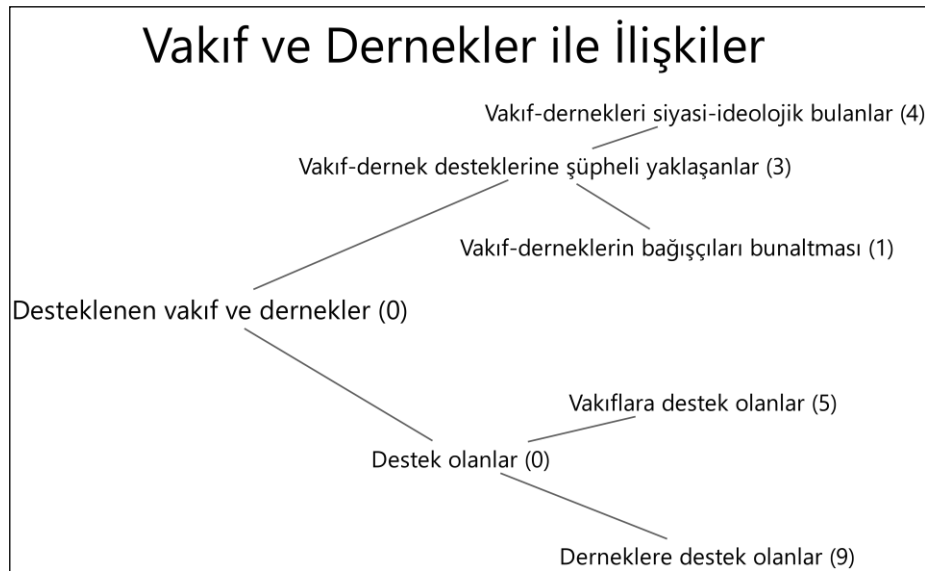 Vakıf ve Dernekler ile İlişkiler
Vakıf-dernekleri siyasi-ideolojik bulanlar (4)
Vakıf-dernek desteklerine şüpheli yaklaşanlar (3)
Vakıf-derneklerin bağışçıları bunaltması (1)
Desteklenen vakıf ve dernekler (0)
Vakıflara destek olanlar (5)
Destek olanlar (0)
Derneklere destek olanlar (9)